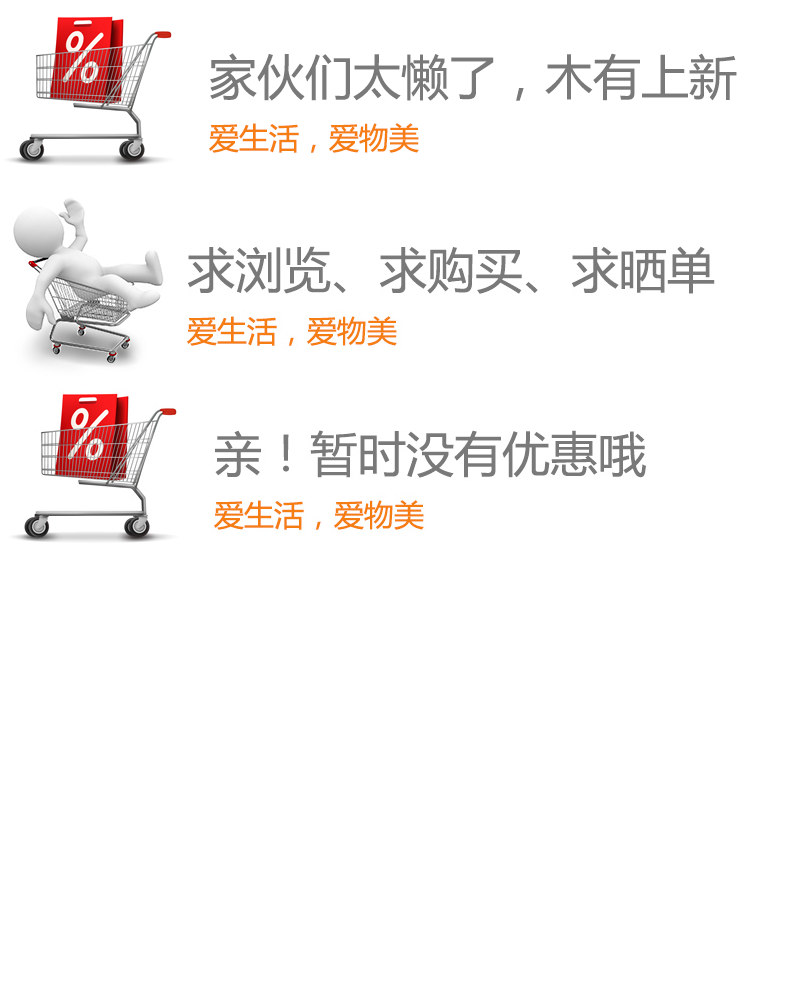 %
家伙们太懒了，木有上新
爱生活，爱物美
求浏览、求购买、求晒单
爱生活，爱物美
%
亲！暂时没有优惠哦
爱生活，爱物美